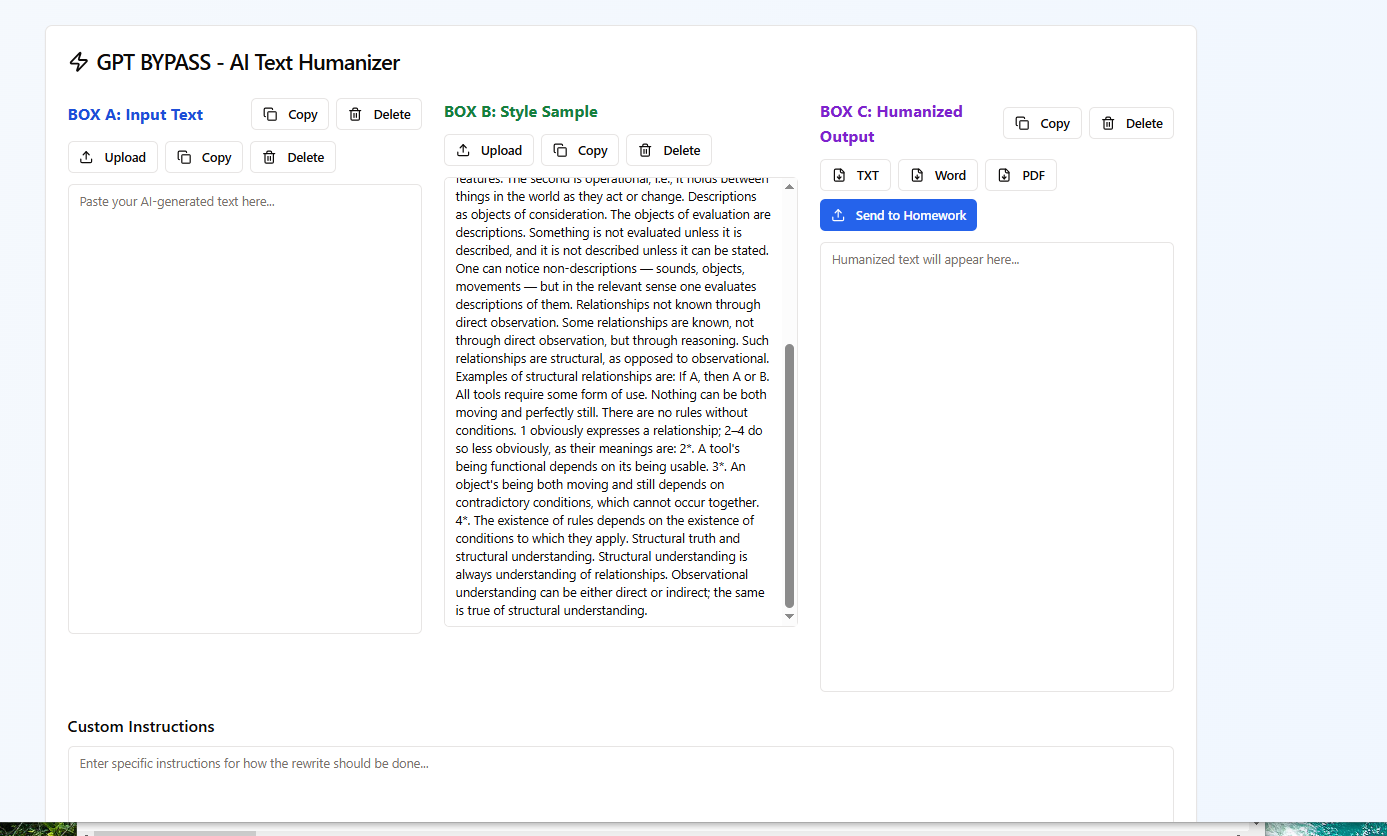 GPT BYPASS - AI Text Humanizer
BOX A: Input Text
Copy
Delete
Upload
Copy
Delete
Paste your AI-generated text here...
BOX B: Style Sample
Upload
Copy
Delete
features. The second is operational, i.e., it holds between
things in the world as they act or change. Descriptions
as objects of consideration. The objects of evaluation are
descriptions. Something is not evaluated unless it is
described, and it is not described unless it can be stated.
One can notice non-descriptions — sounds, objects,
movements — but in the relevant sense one evaluates
descriptions of them. Relationships not known through
direct observation. Some relationships are known, not
through direct observation, but through reasoning. Such
relationships are structural, as opposed to observational.
Examples of structural relationships are: If A, then A or B.
All tools require some form of use. Nothing can be both
moving and perfectly still. There are no rules without
conditions. 1 obviously expresses a relationship; 2–4 do
so less obviously, as their meanings are: 2*. A tool's
being functional depends on its being usable. 3*. An
object's being both moving and still depends on
contradictory conditions, which cannot occur together.
4*. The existence of rules depends on the existence of
conditions to which they apply. Structural truth and
structural understanding. Structural understanding is
always understanding of relationships. Observational
understanding can be either direct or indirect; the same
is true of structural understanding.
BOX C: Humanized
Output
Copy
Delete
TXT
Word
PDF
Send to Homework
Humanized text will appear here...
Custom Instructions
Enter specific instructions for how the rewrite should be done...